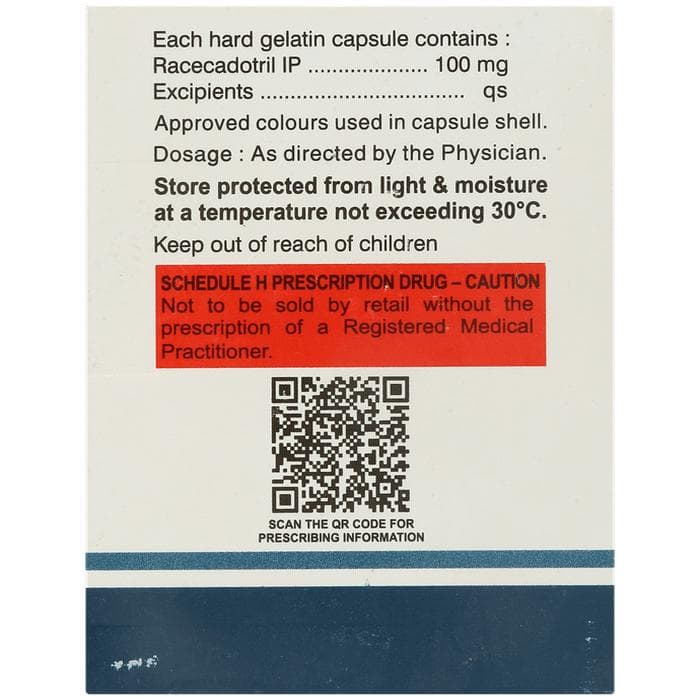 Each hard gelatin capsule contains :
Racecadotril IP .................... 100 mg
Excipients .................................. qs
Approved colours used in capsule shell.
Dosage : As directed by the Physician.
Store protected from light & moisture
at a temperature not exceeding 30°C.
Keep out of reach of children
SCHEDULE H PRESCRIPTION DRUG – CAUTION
Not to be sold by retail without the
prescription of a Registered Medical
Practitioner.
SCAN THE QR CODE FOR
PRESCRIBING INFORMATION